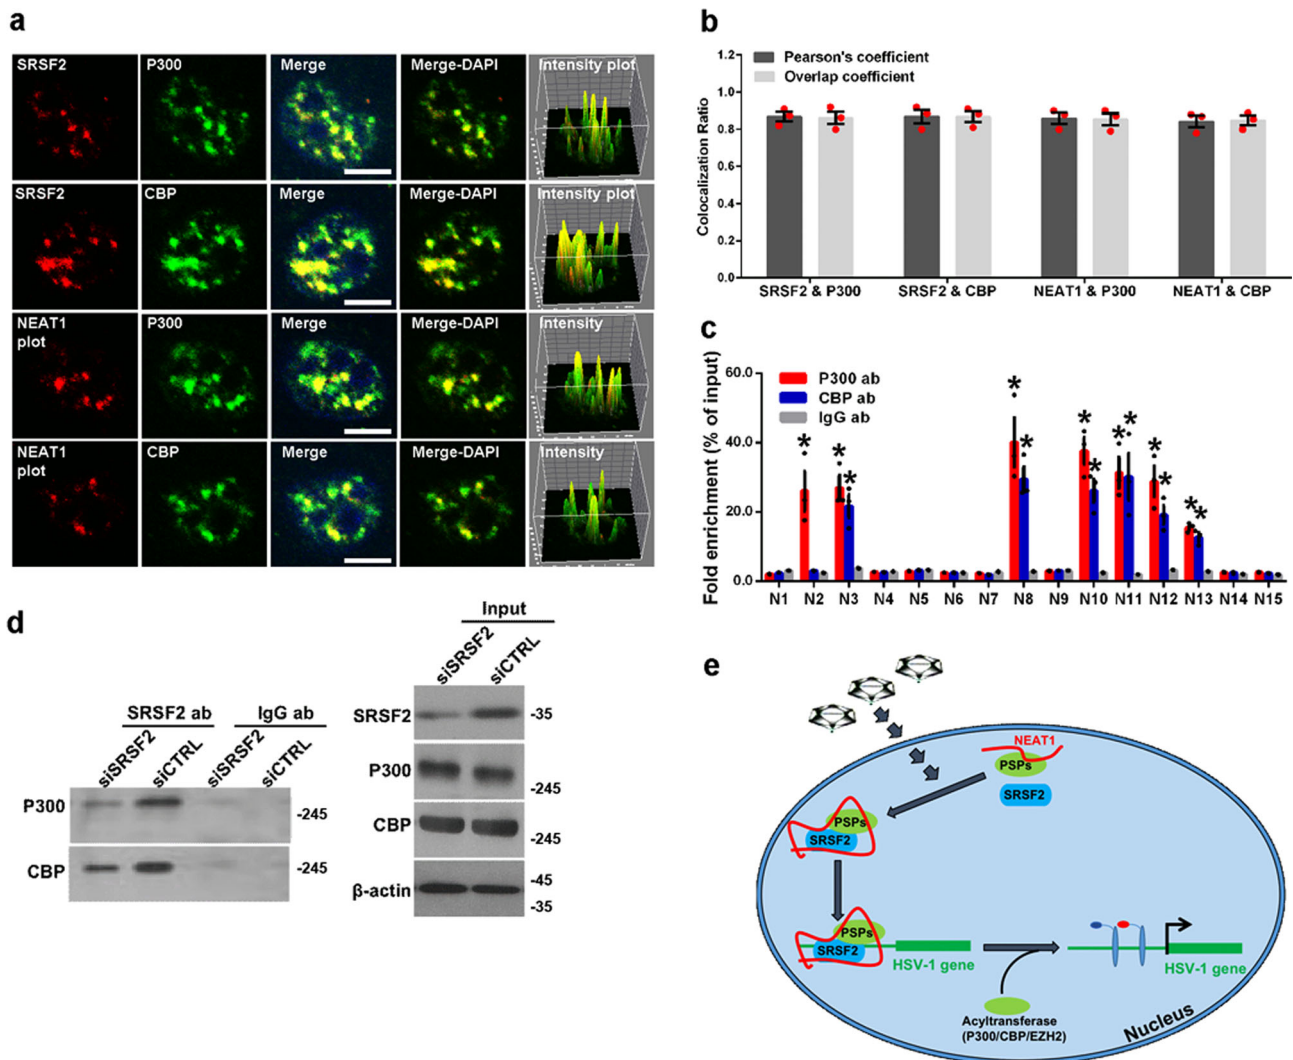 a
SRSF2 P300 Merge Merge-DAPI Intensity plot
SRSF2 CBP Merge Merge-DAPI Intensity plot
NEAT1 P300 Merge Merge-DAPI Intensity
plot
NEAT1 CBP Merge Merge-DAPI Intensity
plot
b
Colocalization Ratio
1.2
1.0
0.8
0.6
0.4
0.2
0.0
Pearson's coefficient
Overlap coefficient
SRSF2 & P300 SRSF2 & CBP NEAT1 & P300 NEAT1 & CBP
c
Fold enrichment (% of input)
60.0
40.0
20.0
0.0
P300 ab
CBP ab
IgG ab
* * * * * * * * * * * * *
N1 N2 N3 N4 N5 N6 N7 N8 N9 N10 N11 N12 N13 N14 N15
d
SRSF2 ab IgG ab
siSRSF2 siCTRL siSRSF2 siCTRL
P300 -245
CBP -245
Input
siSRSF2 siCTRL
SRSF2 -35
P300 -245
CBP -245
β-actin -45
-35
e
NEAT1
PSPs
SRSF2
PSPs
SRSF2
PSPs
SRSF2
HSV-1 gene
HSV-1 gene
Acyltransferase
(P300/CBP/EZH2)
Nucleus